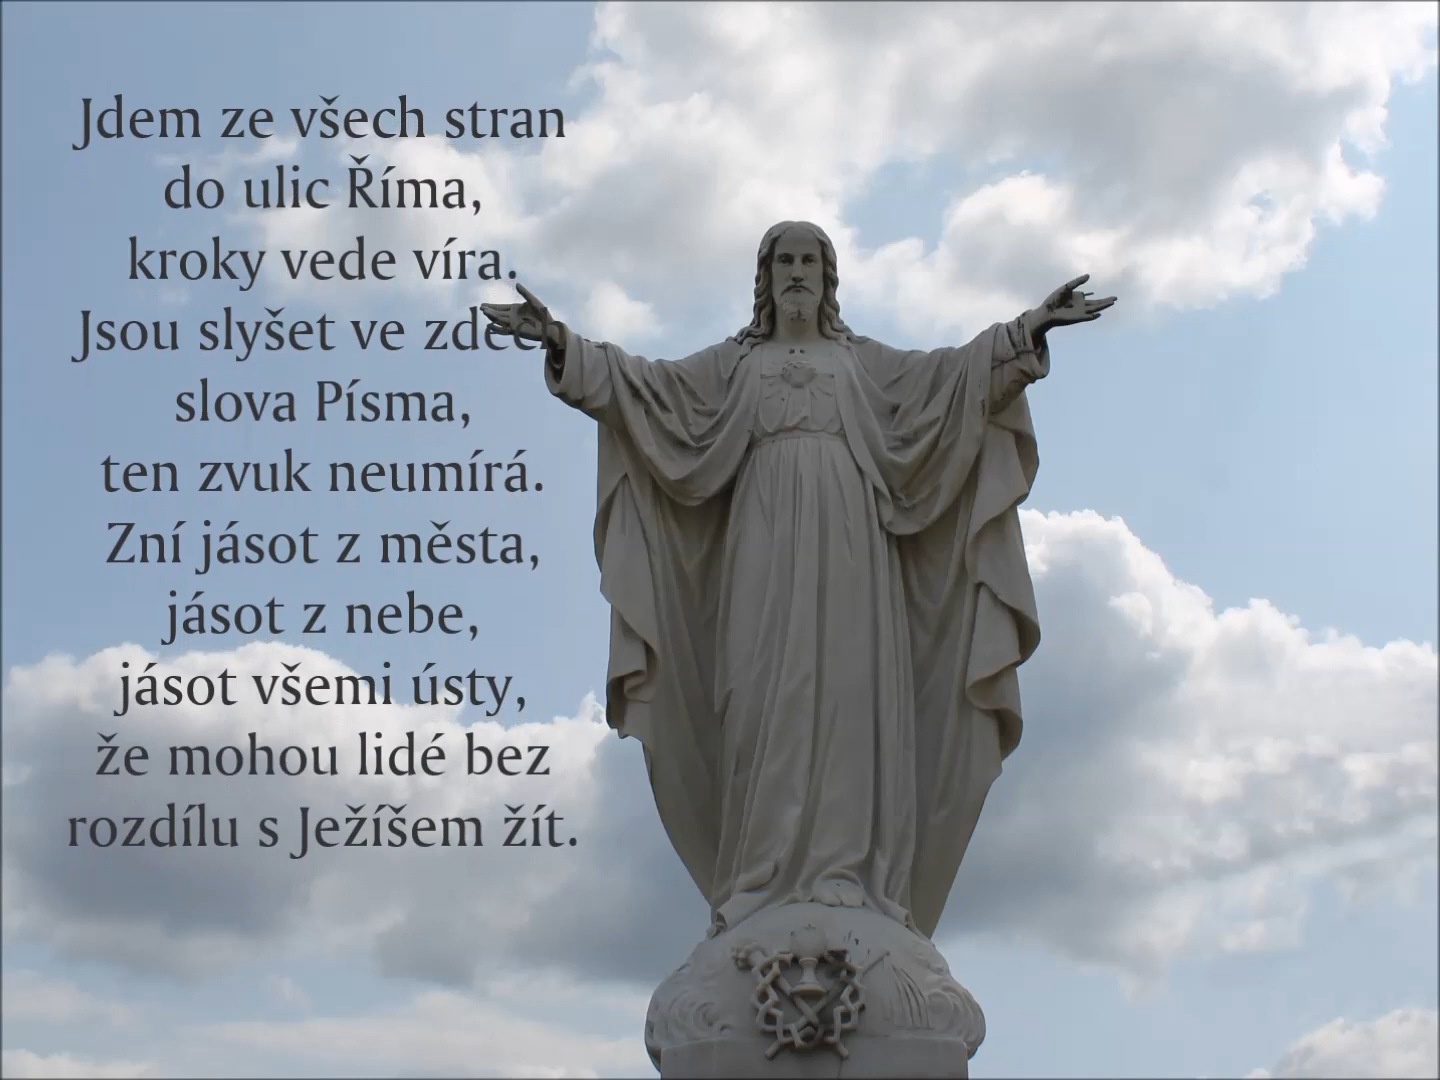 Jdem ze všech stran
do ulic Říma,
kroky vede víra.
Jsou slyšet ve zdech
slova Písma,
ten zvuk neumírá.
Zní jásot z města,
jásot z nebe,
jásot všemi ústy,
že mohou lidé bez
rozdílu s Ježíšem žít.